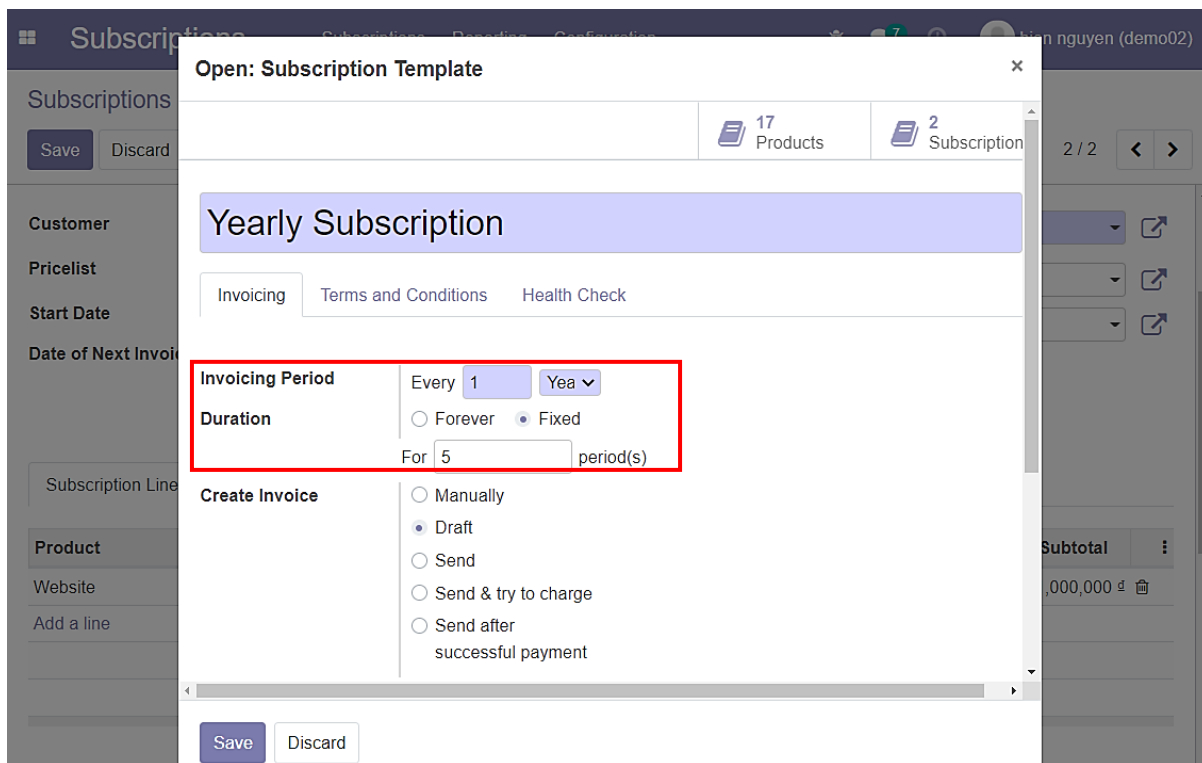 Subscriptions Subscriptions Reporting Configuration 7 hien nguyen (demo02)
Open: Subscription Template ×
Subscriptions
Save Discard
17
Products
2
Subscription
2 / 2
Yearly Subscription
Customer
Pricelist
Start Date
Date of Next Invoic
Invoicing Terms and Conditions Health Check
Invoicing Period Every 1 Yea
Duration Forever Fixed
For 5 period(s)
Create Invoice Manually
Draft
Send
Send & try to charge
Send after
successful payment
Subscription Line
Product Subtotal
Website ,000,000 ₫
Add a line
Save Discard